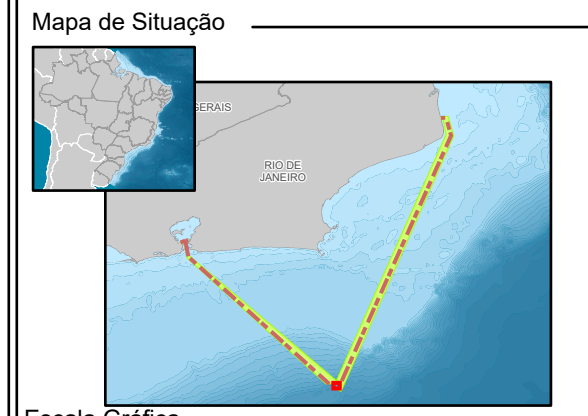 Mapa de Situação
GERAIS
RIO DE
JANEIRO
Escala Gráfica